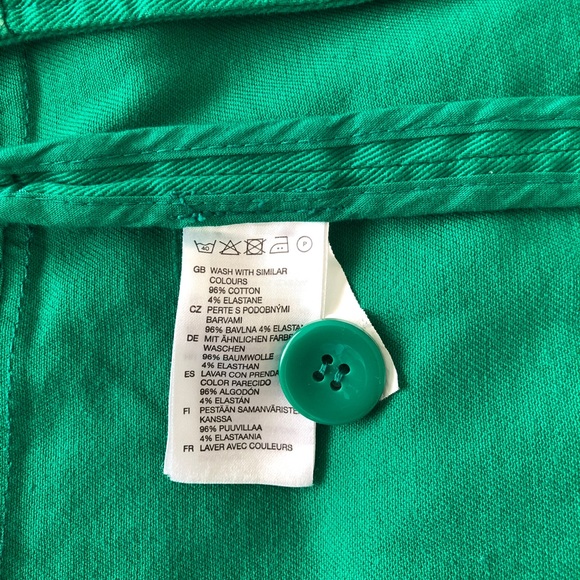 40 P
GB WASH WITH SIMILAR
COLOURS
96% COTTON
4% ELASTANE
CZ PERTE S PODOBNÝMI
BARVAMI
96% BAVLNA 4% ELASTAN
DE MIT ÄHNLICHEN FARBE
WASCHEN
96% BAUMWOLLE
4% ELASTHAN
ES LAVAR CON PRENDA
COLOR PARECIDO
96% ALGODÓN
4% ELASTÁN
FI PESTÄÄN SAMANVÄRISTE
KANSSA
96% PUUVILLAA
4% ELASTAANIA
FR LAVER AVEC COULEURS